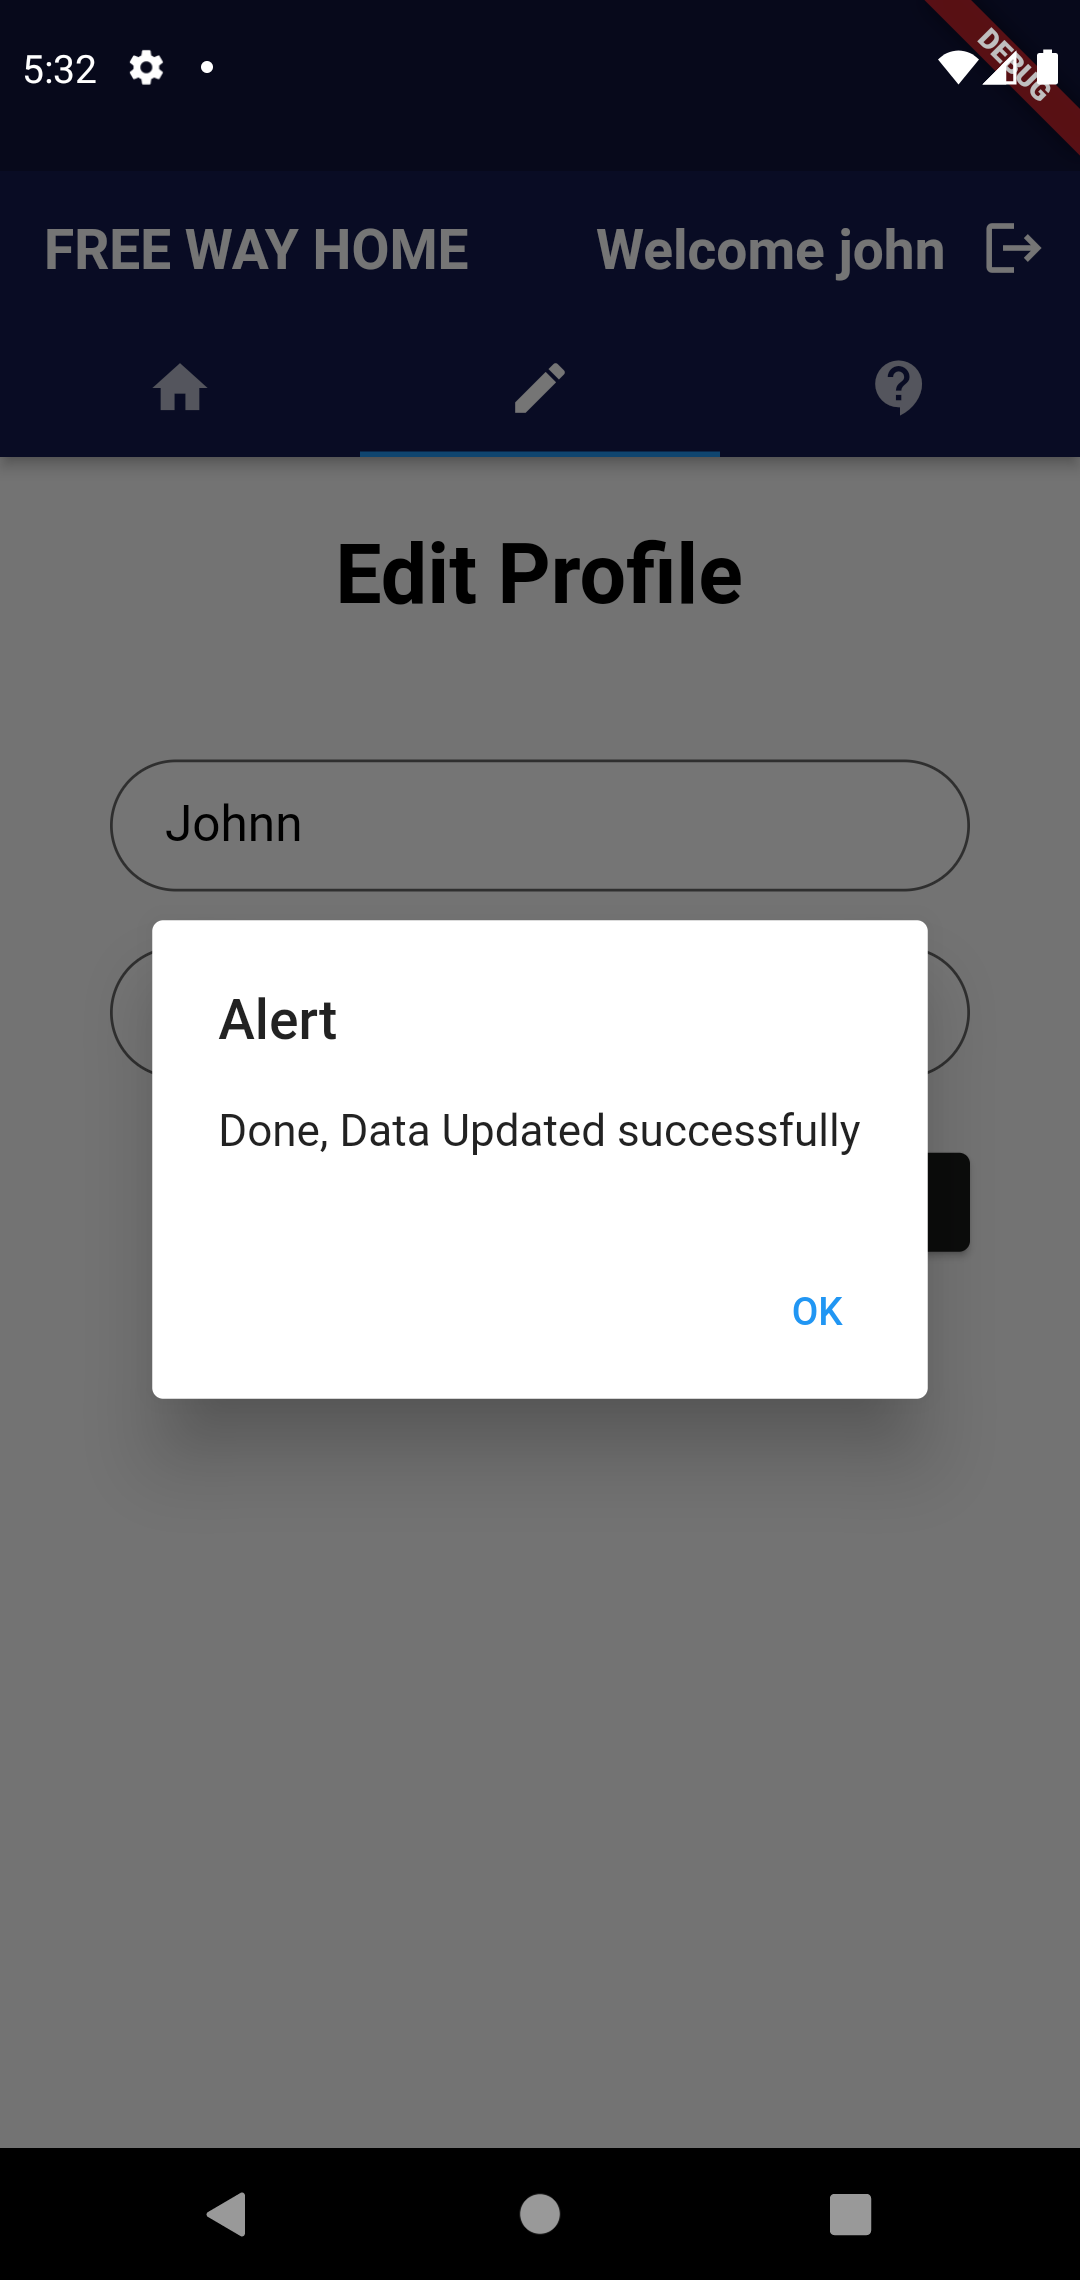 5:32
DEBUG
FREE WAY HOME Welcome john
Edit Profile
Johnn
Alert
Done, Data Updated successfully
OK